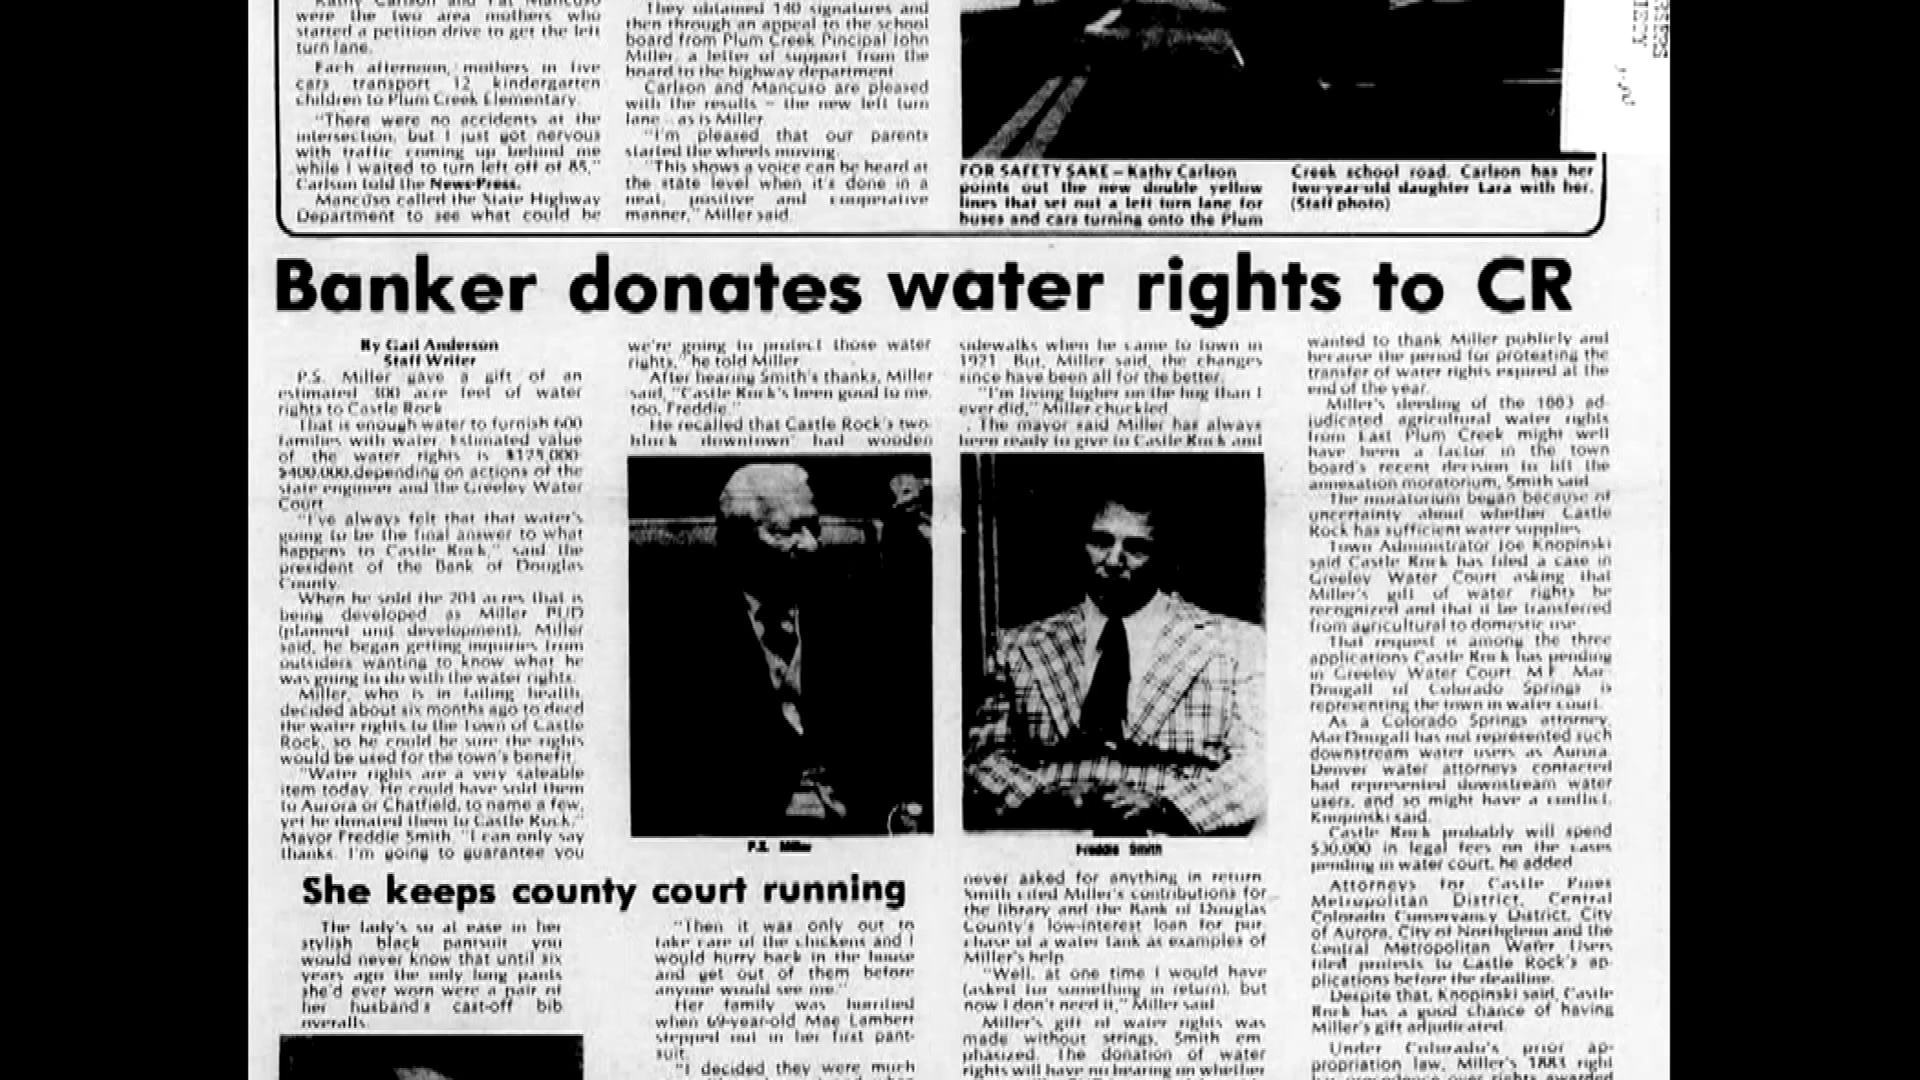 were the two area mothers who
started a petition drive to get the left
turn lane.
Each afternoon, mothers in five
cars transport 12 kindergarten
children to Plum Creek Elementary.
"There were no accidents at the
intersection, but I just got nervous
with traffic coming up behind me
while I waited to turn left off of 85,"
Carlson told the News-Press.
Mancuso called the State Highway
Department to see what could be
They obtained 140 signatures and
then through an appeal to the school
board from Plum Creek Pincipal John
Miller, a letter of support from the
board to the highway department.
Carlson and Mancuso are pleased
with the results – the new left turn
lane – as is Miller.
"I'm pleased that our parents
started the wheels moving.
"This shows a voice can be heard at
the state level when it's done in a
neat, positive and cooperative
manner," Miller said.
FOR SAFETY SAKE – Kathy Carlson
points out the new double yellow
lines that set out a left turn lane for
buses and cars turning onto the Plum
Creek school road. Carlson has her
two-year-old daughter Lara with her.
(Staff photo)
Banker donates water rights to CR
By Gail Anderson
Staff Writer
P.S. Miller gave a gift of an
estimated 300 acre feet of water
rights to Castle Rock.
That is enough water to furnish 600
families with water. Estimated value
of the water rights is $175,000-
$400,000, depending on actions of the
state engineer and the Greeley Water
Court.
"I've always felt that that water's
going to be the final answer to what
happens to Castle Rock," said the
president of the Bank of Douglas
County.
When he sold the 204 acres that is
being developed as Miller PUD
(planned unit development), Miller
said, he began getting inquiries from
outsiders wanting to know what he
was going to do with the water rights.
Miller, who is in failing health,
decided about six months ago to deed
the water rights to the Town of Castle
Rock, so he could be sure the rights
would be used for the town's benefit.
"Water rights are a very saleable
item today. He could have sold them
to Aurora or Chatfield, to name a few,
yet he donated them to Castle Rock,"
Mayor Freddie Smith. "I can only say
thanks. I'm going to guarantee you
we're going to protect those water
rights," he told Miller.
After hearing Smith's thanks, Miller
said, "Castle Rock's been good to me,
too, Freddie."
He recalled that Castle Rock's two-
block downtown had wooden
P.S. Miller
sidewalks when he came to town in
1921. But, Miller said, the changes
since have been all for the better.
"I'm living higher on the hog than I
ever did," Miller chuckled.
The mayor said Miller has always
been ready to give to Castle Rock and
Freddie Smith
never asked for anything in return.
Smith cited Miller's contributions for
the library and the Bank of Douglas
County's low-interest loan for pur-
chase of a water tank as examples of
Miller's help.
"Well, at one time I would have
(asked for something in return), but
now I don't need it," Miller said.
Miller's gift of water rights was
made without strings, Smith em-
phasized. The donation of water
rights will have no bearing on whether
wanted to thank Miller publicly and
because the period for protesting the
transfer of water rights expired at the
end of the year.
Miller's deeding of the 1883 ad-
judicated agricultural water rights
from East Plum Creek might well
have been a factor in the town
board's recent decision to lift the
annexation moratorium, Smith said.
The moratorium began because of
uncertainty about whether Castle
Rock has sufficient water supplies.
Town Administrator Joe Knopinski
said Castle Rock has filed a case in
Greeley Water Court asking that
Miller's gift of water rights be
recognized and that it be transferred
from agricultural to domestic use.
That request is among the three
applications Castle Rock has pending
in Greeley Water Court. M.F. Mac-
Dougall of Colorado Springs is
representing the town in water court.
As a Colorado Springs attorney,
MacDougall has not represented such
downstream water users as Aurora.
Denver water attorneys contacted
had represented downstream water
users, and so might have a conflict,
Knopinski said.
Castle Rock probably will spend
$30,000 in legal fees on the cases
pending in water court, he added.
Attorneys for Castle Pines
Metropolitan District, Central
Colorado Conservancy District, City
of Aurora, City of Northglenn and the
Central Metropolitan Water Users
filed protests to Castle Rock's ap-
plications before the deadline.
Despite that, Knopinski said, Castle
Rock has a good chance of having
Miller's gift adjudicated.
Under Colorado's prior ap-
propriation law, Miller's 1883 right
She keeps county court running
The lady's so at ease in her
stylish black pantsuit you
would never know that until six
years ago the only long pants
she'd ever worn were a pair of
her husband's cast-off bib
overalls.
"Then it was only out to
take care of the chickens and I
would hurry back in the house
and get out of them before
anyone would see me."
Her family was horrified
when 69-year-old Mae Lambert
stepped out in her first pant-
suit.
"I decided they were much